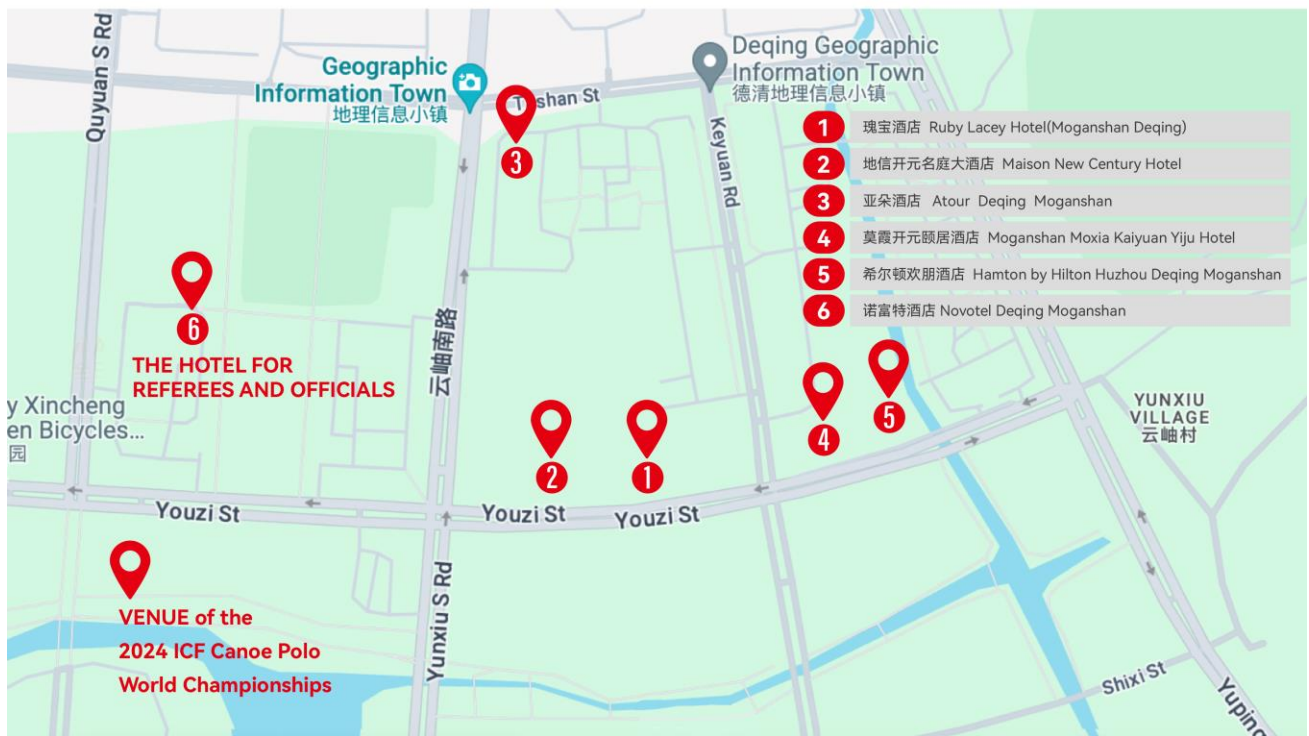 Quyuan S Rd
Geographic
Information Town
地理信息小镇
Deqing Geographic
Information Town
德清地理信息小镇
shan St
Keyuan Rd
3
1 瑰宝酒店 Ruby Lacey Hotel(Moganshan Deqing)
2 地信开元名庭大酒店 Maison New Century Hotel
3 亚朵酒店 Atour Deqing Moganshan
4 莫霞开元颐居酒店 Moganshan Moxia Kaiyuan Yiju Hotel
5 希尔顿欢朋酒店 Hamton by Hilton Huzhou Deqing Moganshan
6 诺富特酒店 Novotel Deqing Moganshan
6
THE HOTEL FOR
REFEREES AND OFFICIALS
云岫南路
y Xincheng
en Bicycles...
园
2
1
4
5
YUNXIU
VILLAGE
云岫村
Youzi St
Youzi St
Youzi St
VENUE of the
2024 ICF Canoe Polo
World Championships
Yunxiu S Rd
Shixi St
Yuping